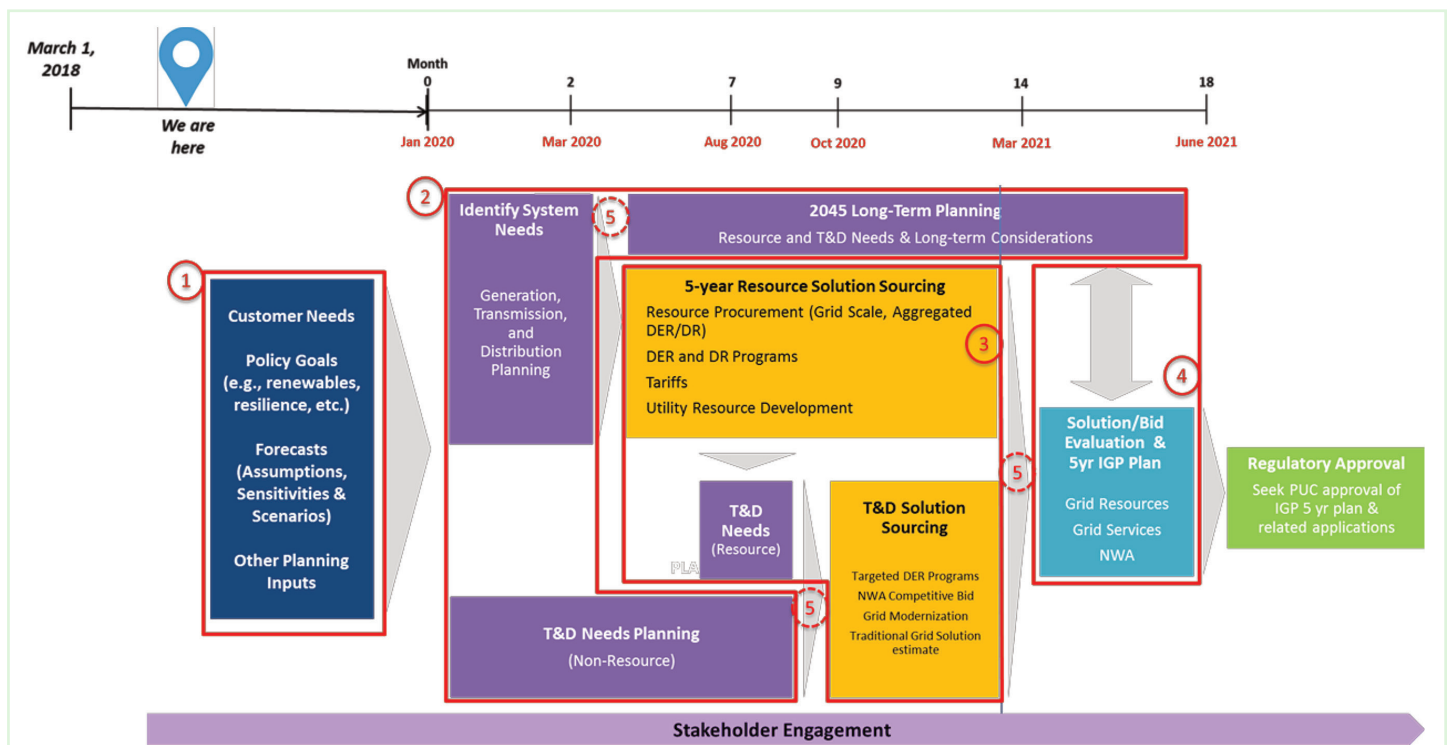 March 1,
2018
We are
here
Month
0
2
7
9
14
18
Jan 2020
Mar 2020
Aug 2020
Oct 2020
Mar 2021
June 2021
1
Customer Needs
Policy Goals
(e.g., renewables,
resilience, etc.)
Forecasts
(Assumptions,
Sensitivities &
Scenarios)
Other Planning
Inputs
2
Identify System
Needs
Generation,
Transmission,
and
Distribution
Planning
5
2045 Long-Term Planning
Resource and T&D Needs & Long-term Considerations
5-year Resource Solution Sourcing
Resource Procurement (Grid Scale, Aggregated
DER/DR)
DER and DR Programs
Tariffs
Utility Resource Development
3
T&D
Needs
(Resource)
PLA
T&D Needs Planning
(Non-Resource)
5
T&D Solution
Sourcing
Targeted DER Programs
NWA Competitive Bid
Grid Modernization
Traditional Grid Solution
estimate
5
4
Solution/Bid
Evaluation &
5yr IGP Plan
Grid Resources
Grid Services
NWA
Regulatory Approval
Seek PUC approval of
IGP 5 yr plan &
related applications
Stakeholder Engagement